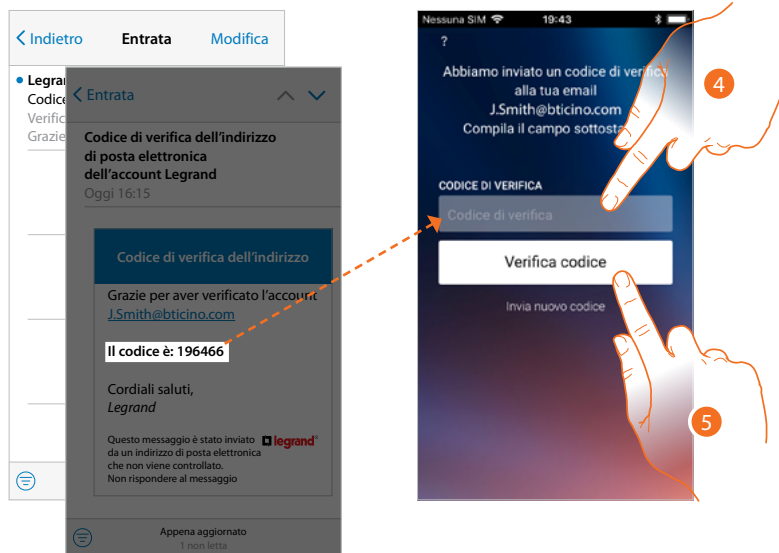 Indietro Entrata Modifica
Legra
Codice
Verific
Grazie
Entrata
Codice di verifica dell'indirizzo
di posta elettronica
dell'account Legrand
Oggi 16:15
Codice di verifica dell'indirizzo
Grazie per aver verificato l'account
J.Smith@bticino.com
Il codice è: 196466
Cordiali saluti,
Legrand
Questo messaggio è stato inviato
da un indirizzo di posta elettronica
che non viene controllato.
Non rispondere al messaggio
legrand®
Appena aggiornato
1 non letta
Nessuna SIM 19:43
?
Abbiamo inviato un codice di verifica
alla tua email
J.Smith@bticino.com
Compila il campo sottosta
4
CODICE DI VERIFICA
Codice di verifica
Verifica codice
Invia nuovo codice
5